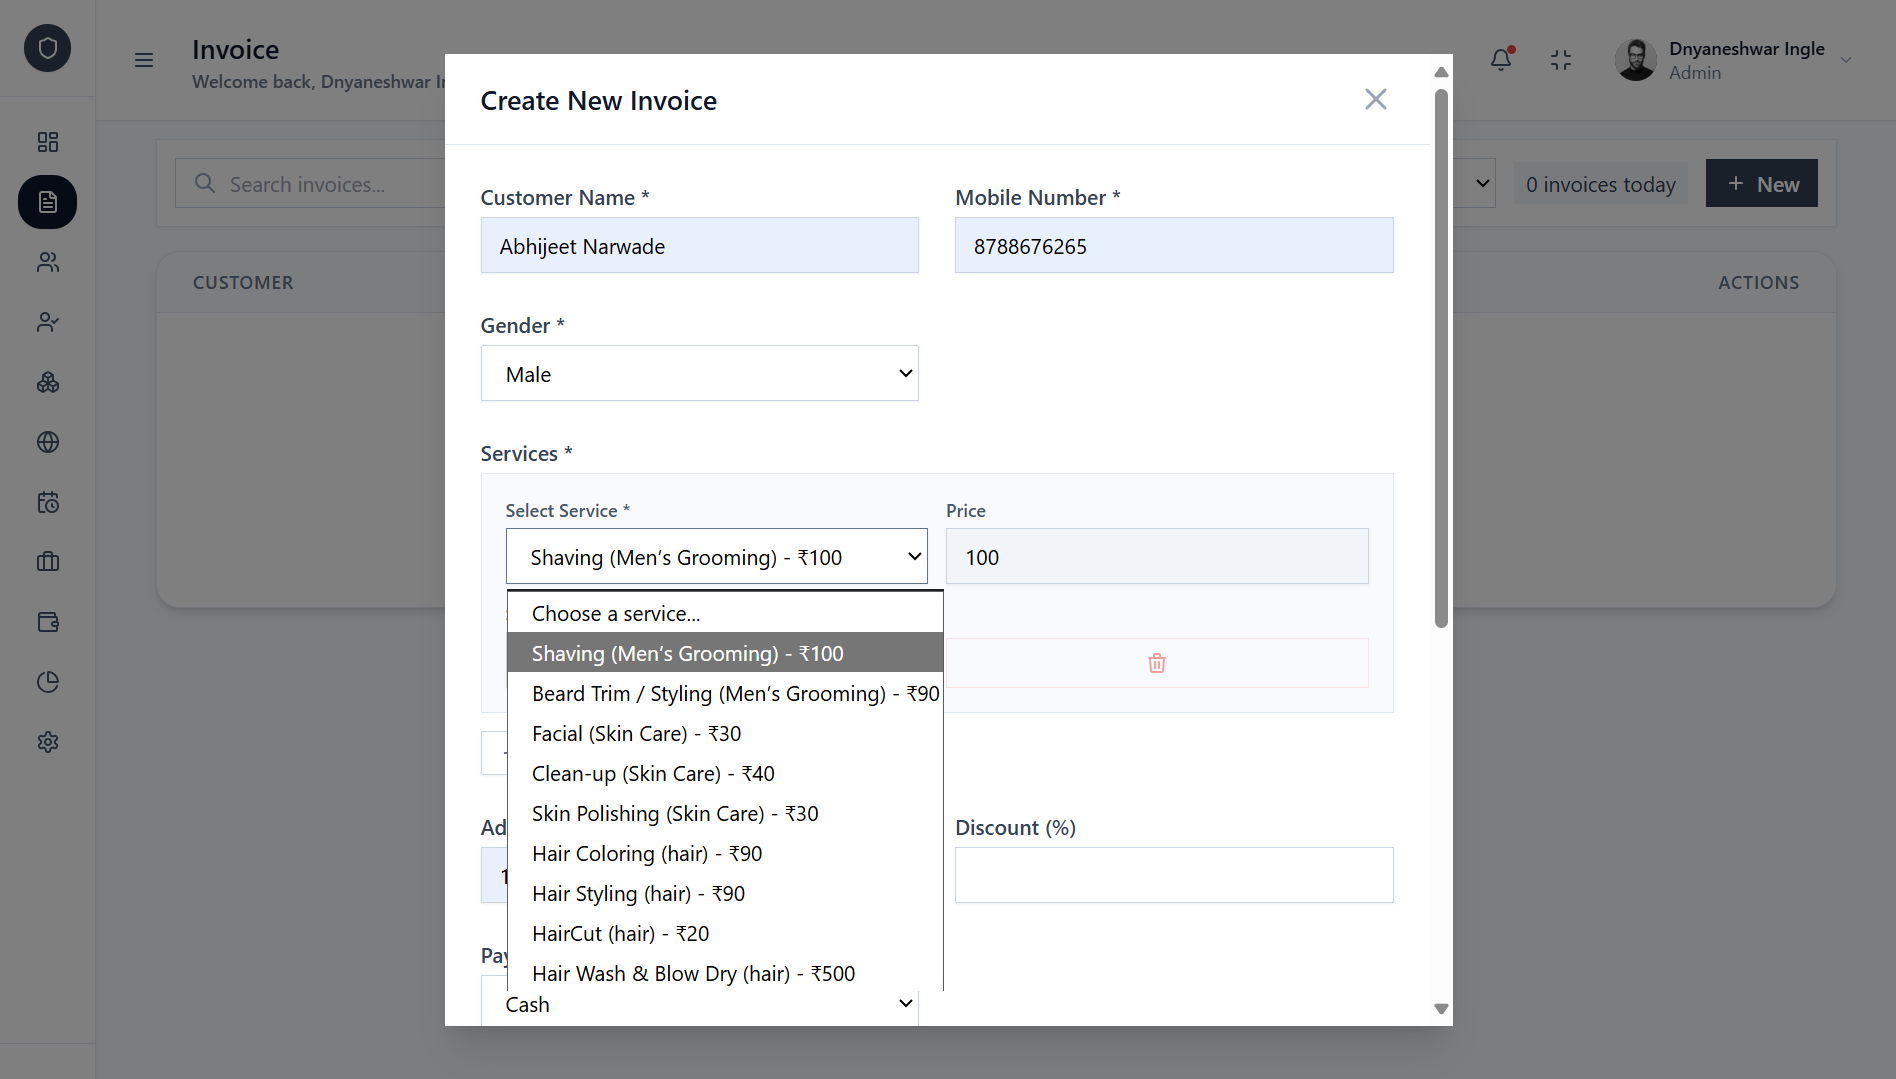 Invoice
Welcome back, Dnyaneshwar
Dnyaneshwar Ingle
Admin
Search invoices...
0 invoices today
+ New
CUSTOMER
ACTIONS
Create New Invoice
Customer Name *
Mobile Number *
Abhijeet Narwade
8788676265
Gender *
Male
Services *
Select Service *
Price
Shaving (Men’s Grooming) - ₹100
100
Choose a service...
Shaving (Men’s Grooming) - ₹100
Beard Trim / Styling (Men’s Grooming) - ₹90
Facial (Skin Care) - ₹30
Clean-up (Skin Care) - ₹40
Skin Polishing (Skin Care) - ₹30
Hair Coloring (hair) - ₹90
Hair Styling (hair) - ₹90
HairCut (hair) - ₹20
Hair Wash & Blow Dry (hair) - ₹500
Discount (%)
Cash